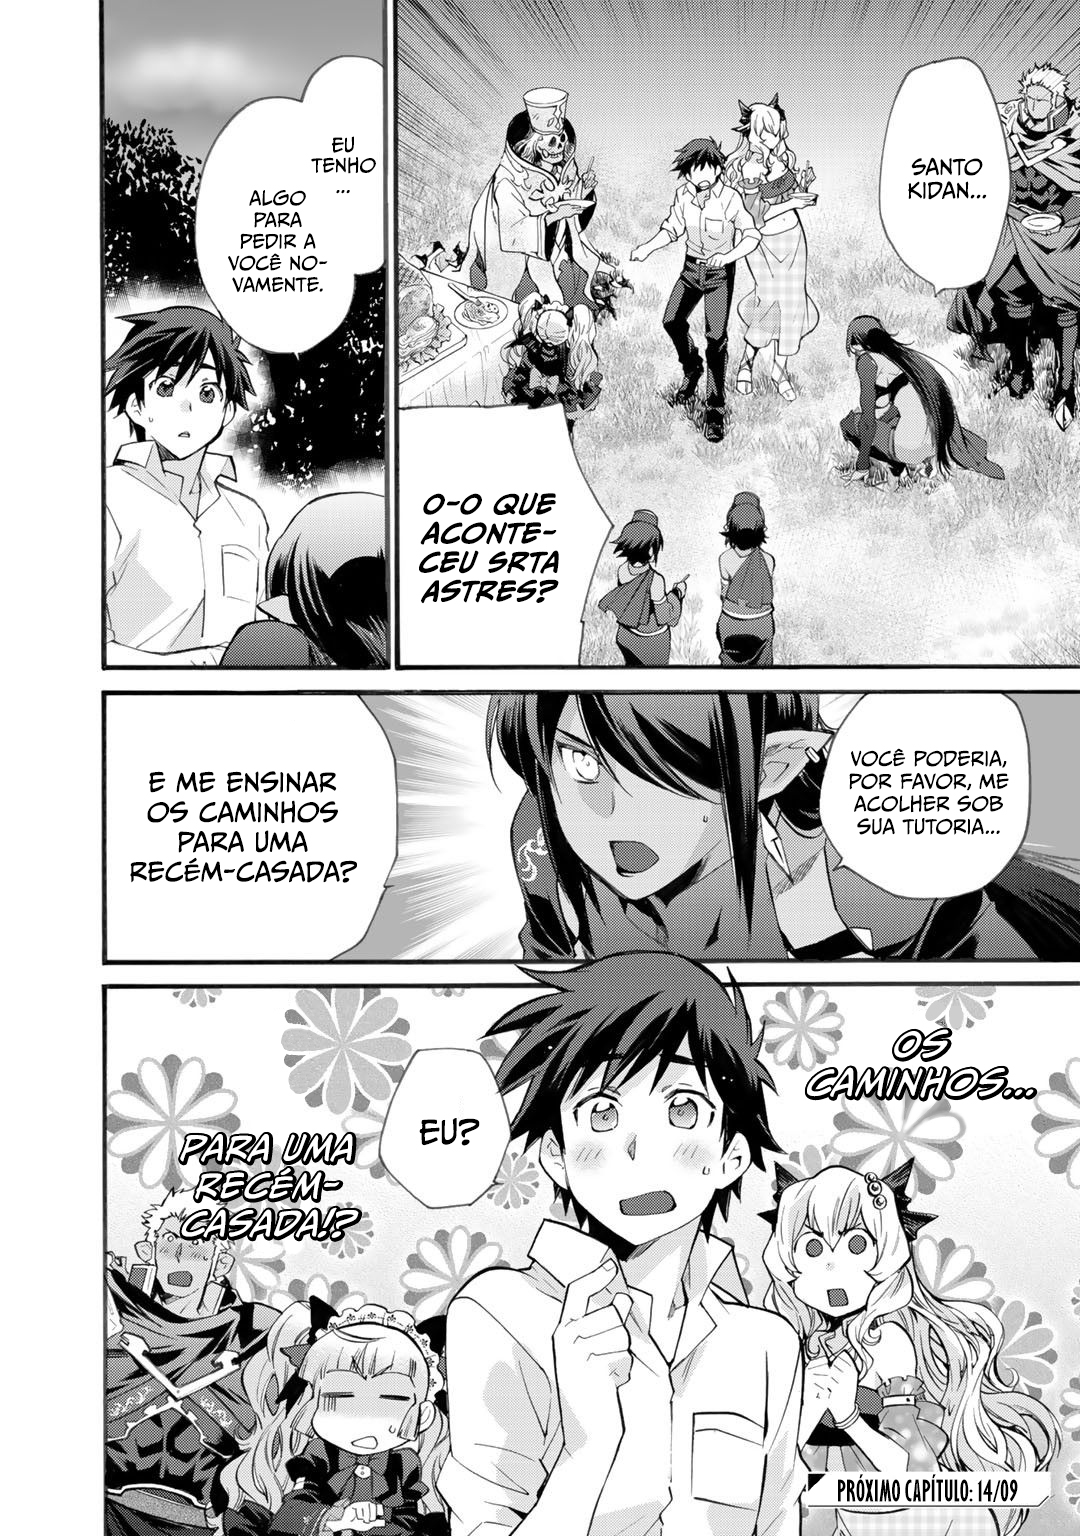 SANTO
KIDAN...
O-O QUE
ACONTE-
CEU SRTA
ASTRES?
EU
TENHO
...
ALGO
PARA
PEDIR A
VOCÊ NO-
VAMENTE.
VOCÊ PODERIA,
POR FAVOR, ME
ACOLHER SOB
SUA TUTORIA...
E ME ENSINAR
OS CAMINHOS
PARA UMA
RECÉM-CASADA?
OS
CAMINHOS...
EU?
PARA UMA
RECÉM-
CASADA!?
PRÓXIMO CAPÍTULO: 14/09